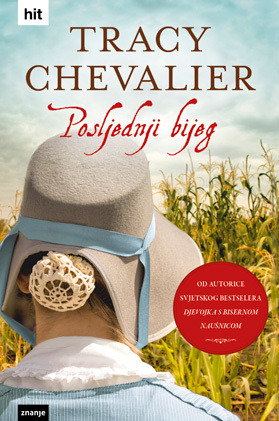 hit
TRACY
CHEVALIER
Posljednji bijeg
OD AUTORICE
SVJETSKOG BESTSELERA
DJEVOJKA S BISERNOM
NAUŠNICOM
znanje